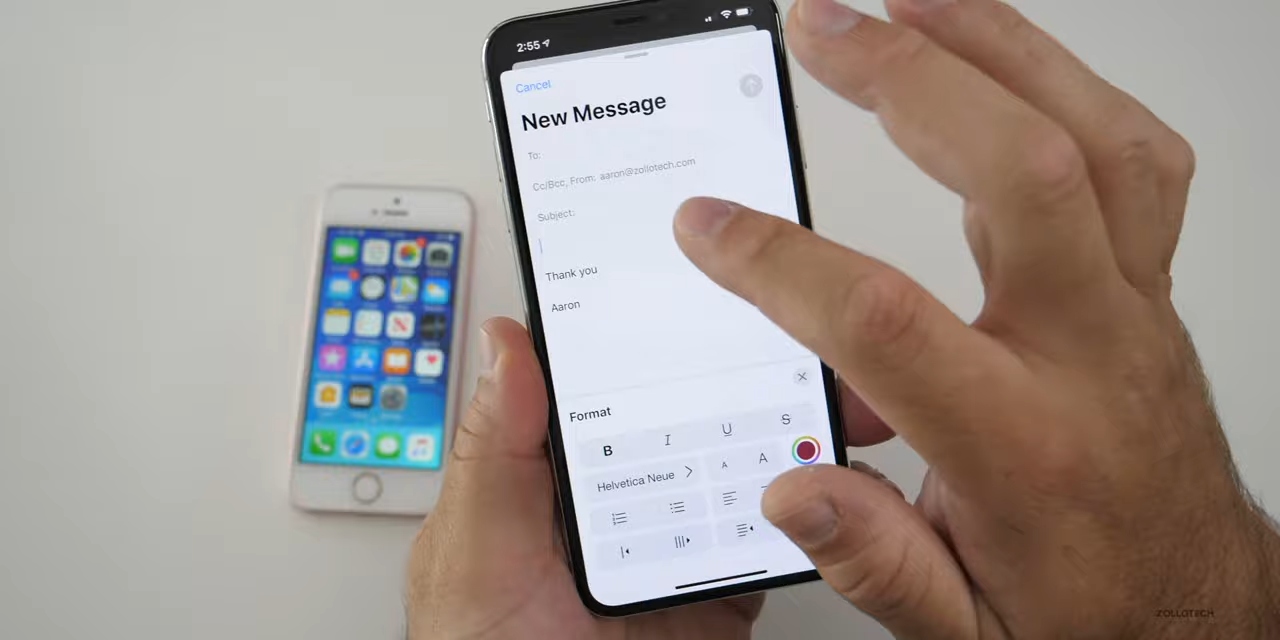 2:55
Cancel
New Message
To:
Cc/Bcc, From: aaron@zollotech.com
Subject:
Thank you
Aaron
Format
B I U S
Helvetica Neue A A
ZOLLOTECH